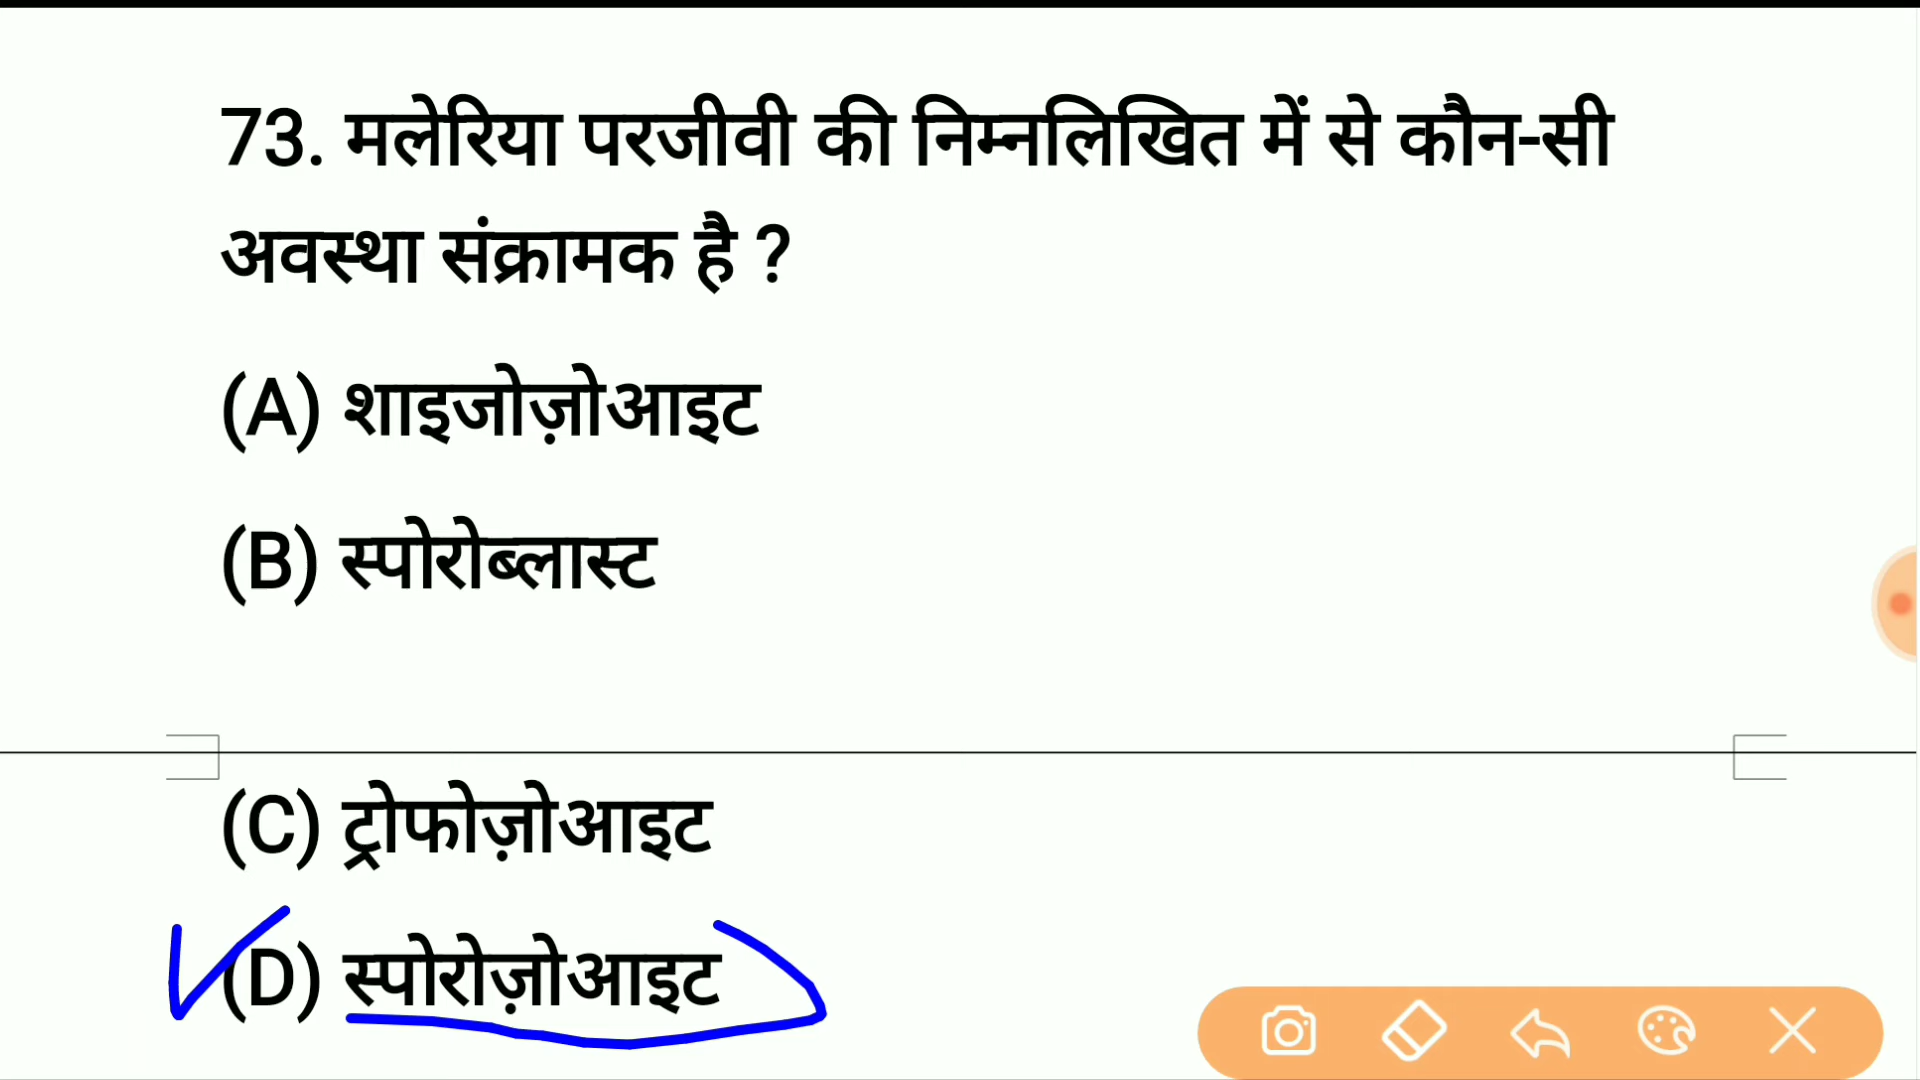 73. मलेरिया परजीवी की निम्नलिखित में से कौन-सी
अवस्था संक्रामक है ?
(A) शाइजोज़ोआइट
(B) स्पोरोब्लास्ट
(C) ट्रोफोज़ोआइट
(D) स्पोरोज़ोआइट